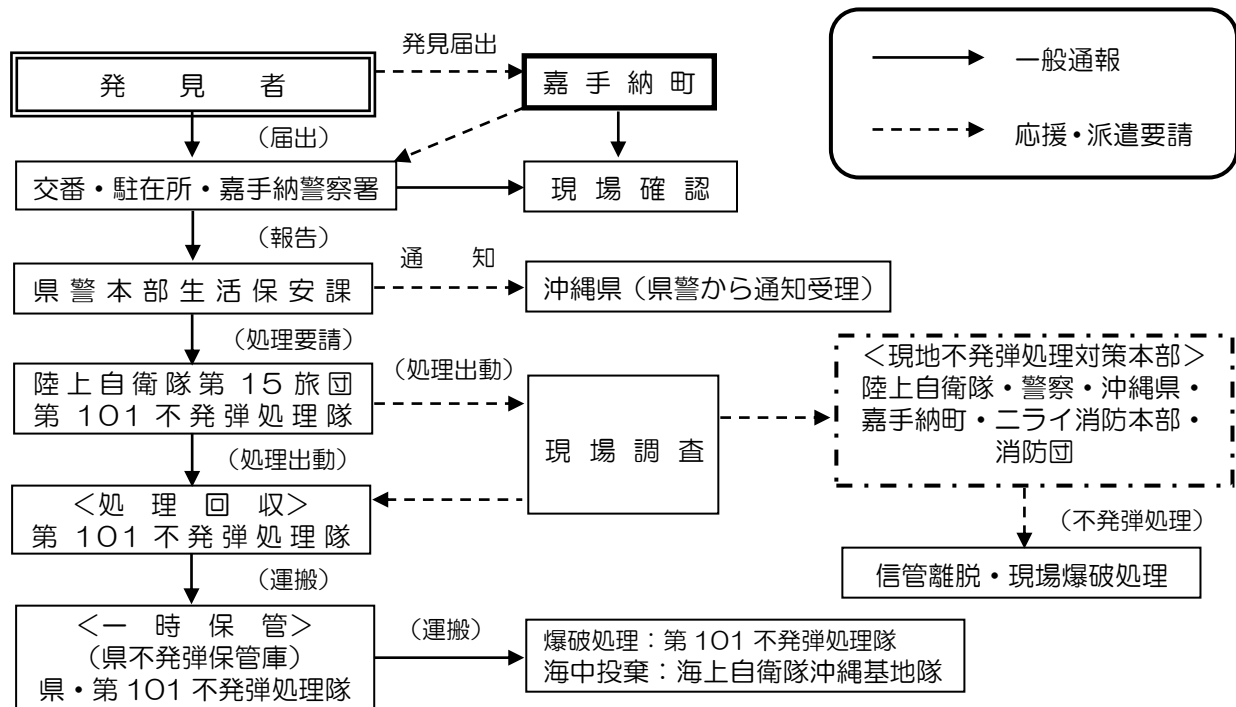 発見届出
発見者
嘉手納町
一般通報
応援・派遣要請
（届出）
交番・駐在所・嘉手納警察署
現場確認
（報告）
通知
県警本部生活保安課
沖縄県（県警から通知受理）
（処理要請）
陸上自衛隊第15旅団
第101不発弾処理隊
（処理出動）
現場調査
＜現地不発弾処理対策本部＞
陸上自衛隊・警察・沖縄県・
嘉手納町・ニライ消防本部・
消防団
（処理出動）
＜処理回収＞
第101不発弾処理隊
（不発弾処理）
信管離脱・現場爆破処理
（運搬）
＜一時保管＞
（県不発弾保管庫）
県・第101不発弾処理隊
（運搬）
爆破処理：第101不発弾処理隊
海中投棄：海上自衛隊沖縄基地隊